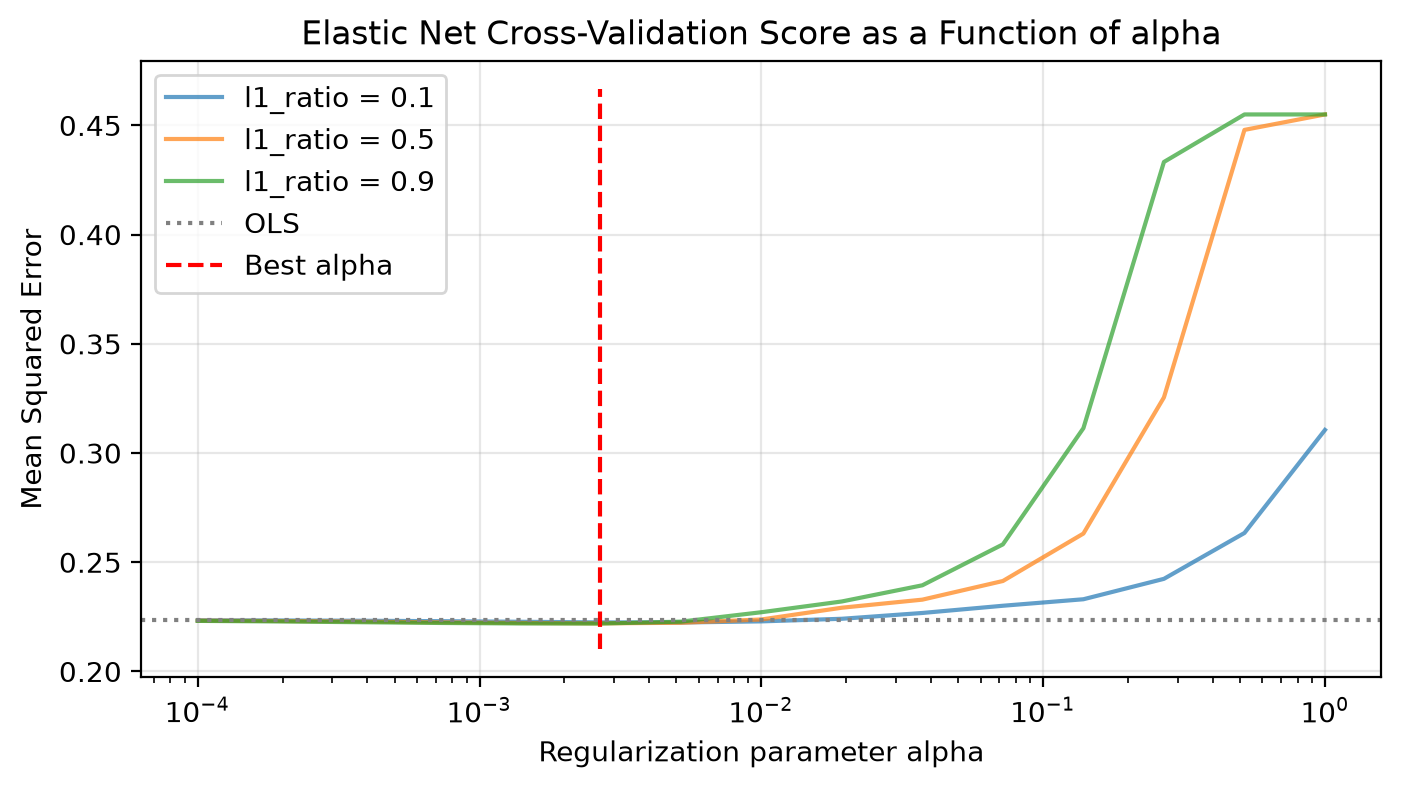 Elastic Net Cross-Validation Score as a Function of alpha
l1_ratio = 0.1
l1_ratio = 0.5
l1_ratio = 0.9
OLS
Best alpha
Mean Squared Error
0.45
0.40
0.35
0.30
0.25
0.20
10⁻⁴ 10⁻³ 10⁻² 10⁻¹ 10⁰
Regularization parameter alpha